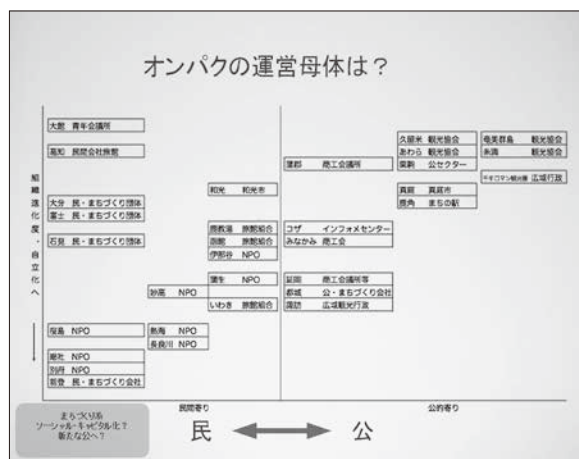 オンパクの運営母体は?
組織進化度・自立化へ
大館 青年会議所
高知 民間会社旅館
大分 民・まちづくり団体
富士 民・まちづくり団体
石見 民・まちづくり団体
和光 和光市
鹿教湯 旅館組合
函館 旅館組合
伊那谷 NPO
蒲生 NPO
妙高 NPO
いわき 旅館組合
桜島 NPO
総社 NPO
別府 NPO
能登 民・まちづくり会社
熱海 NPO
長良川 NPO
久留米 観光協会
あわら 観光協会
公セクター
奄美群島 観光協会
糸満 観光協会
広域行政
蒲郡 商工会議所
真庭 真庭市
鹿角 まちの駅
コザ インフォメセンター
みなかみ 商工会
延岡 商工会議所等
都城 公・まちづくり会社
諏訪 広域観光行政
民間寄り
公的寄り
民 公
まちづくり系
ソーシャル・キャピタル化?
新たな公へ?